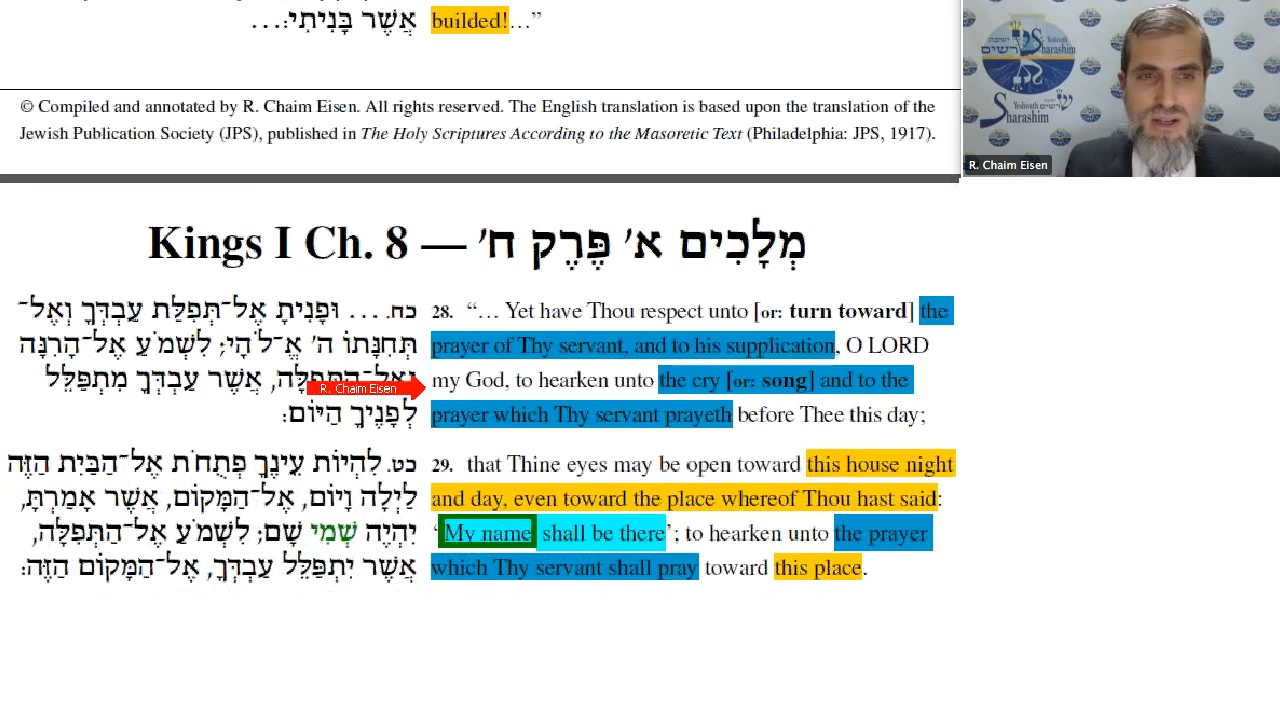 אֲשֶׁר בָּנִיתִי:...
builded!…”
© Compiled and annotated by R. Chaim Eisen. All rights reserved. The English translation is based upon the translation of the
Jewish Publication Society (JPS), published in The Holy Scriptures According to the Masoretic Text (Philadelphia: JPS, 1917).
Yeshivath
Sharashim
R. Chaim Eisen
Kings I Ch. 8 — מְלָכִים א׳ פֶּרֶק ח׳
כח. ... וּפָנִיתָ אֶל־תְּפִלַּת עַבְדְּךָ וְאֶל־
תְּחִנָּתוֹ ה׳ אֱ־לֹהָי; לִשְׁמֹעַ אֶל־הָרִנָּה
וְאֶל־הַתְּפִלָּה, אֲשֶׁר עַבְדְּךָ מִתְפַּלֵּל
לְפָנֶיךָ הַיּוֹם:
R. Chaim Eisen
28. “… Yet have Thou respect unto [or: turn toward] the
prayer of Thy servant, and to his supplication, O LORD
my God, to hearken unto the cry [or: song] and to the
prayer which Thy servant prayeth before Thee this day;
כט. לִהְיוֹת עֵינֶךָ פְתֻחֹת אֶל־הַבַּיִת הַזֶּה
לַיְלָה וָיוֹם, אֶל־הַמָּקוֹם, אֲשֶׁר אָמַרְתָּ,
יִהְיֶה שְׁמִי שָׁם; לִשְׁמֹעַ אֶל־הַתְּפִלָּה,
אֲשֶׁר יִתְפַּלֵּל עַבְדְּךָ, אֶל־הַמָּקוֹם הַזֶּה:
29. that Thine eyes may be open toward this house night
and day, even toward the place whereof Thou hast said:
‘My name shall be there’; to hearken unto the prayer
which Thy servant shall pray toward this place.